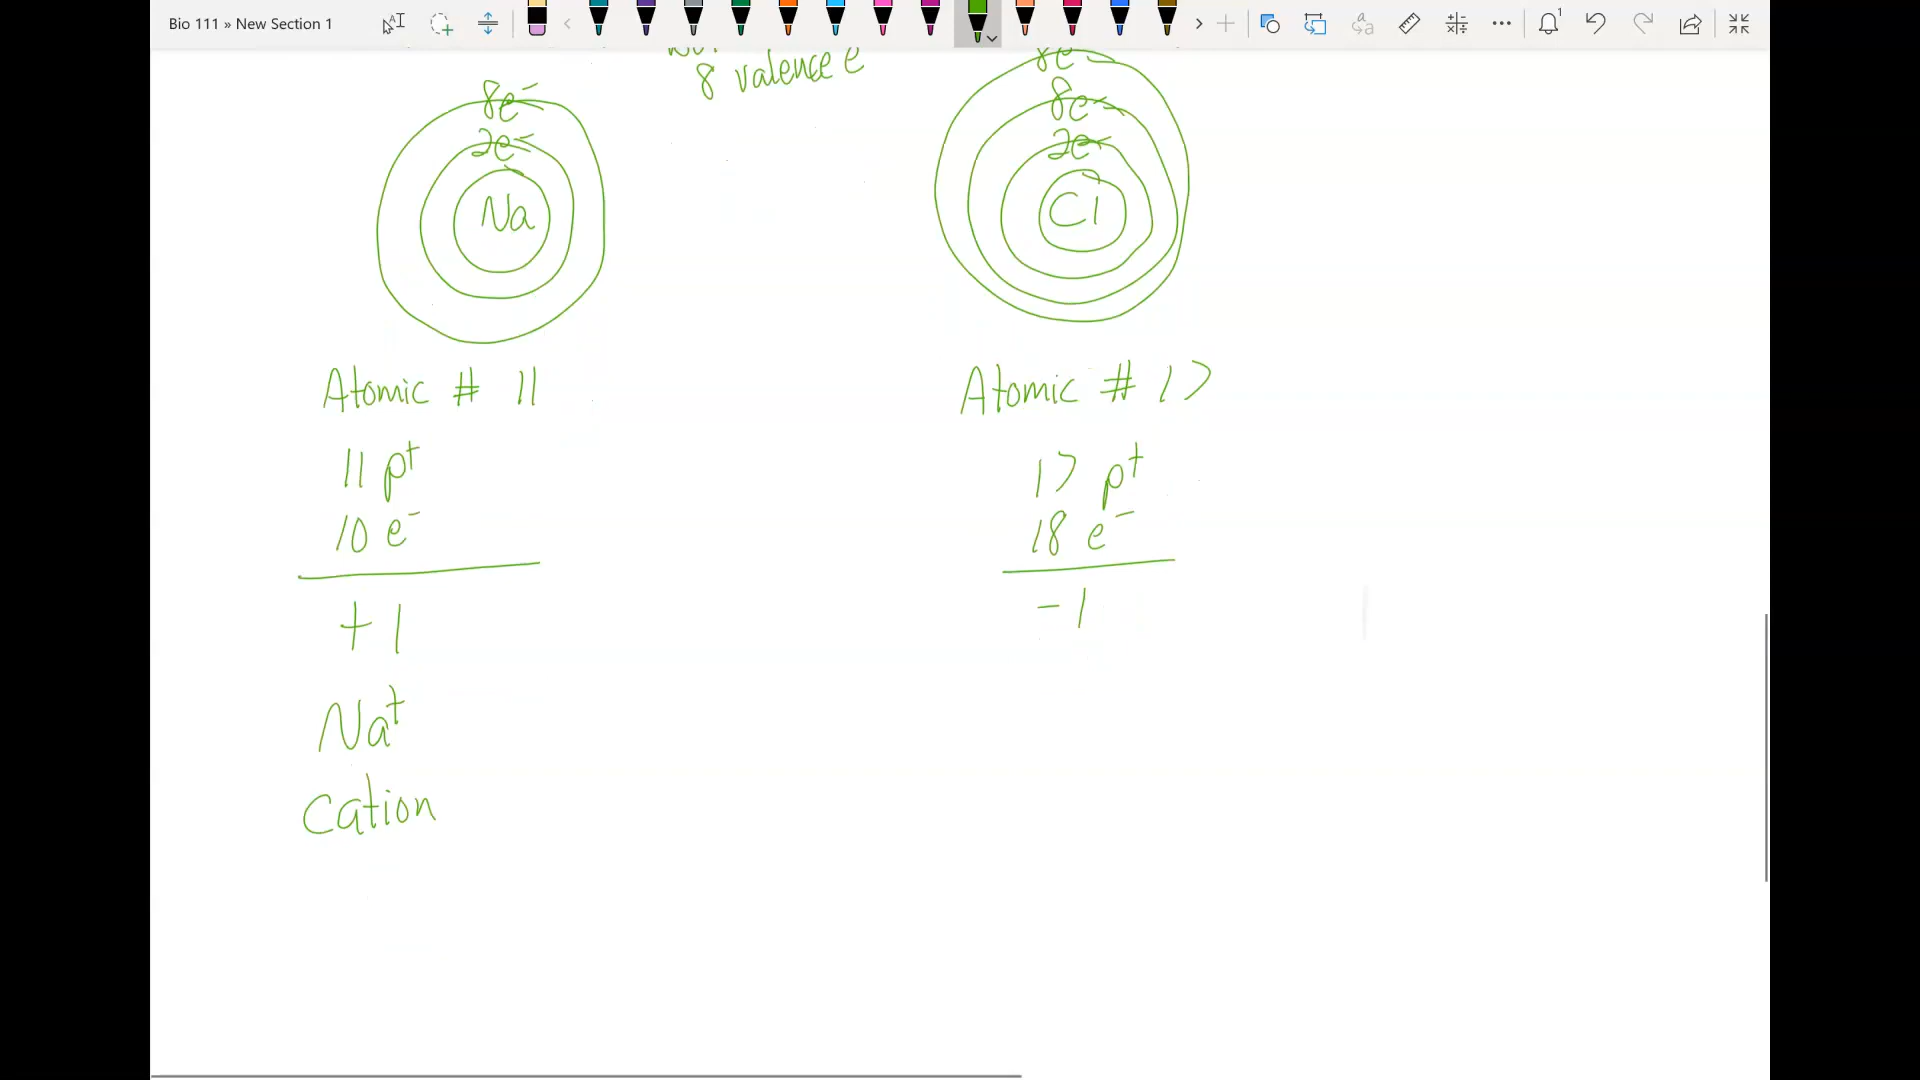 Bio 111 » New Section 1
8 valence e
8e-
8e-
2e-
Na
8e-
8e-
2e-
Cl
Atomic # 11
11 p+
10 e-
+1
Na+
Cation
Atomic # 17
17 p+
18 e-
-1